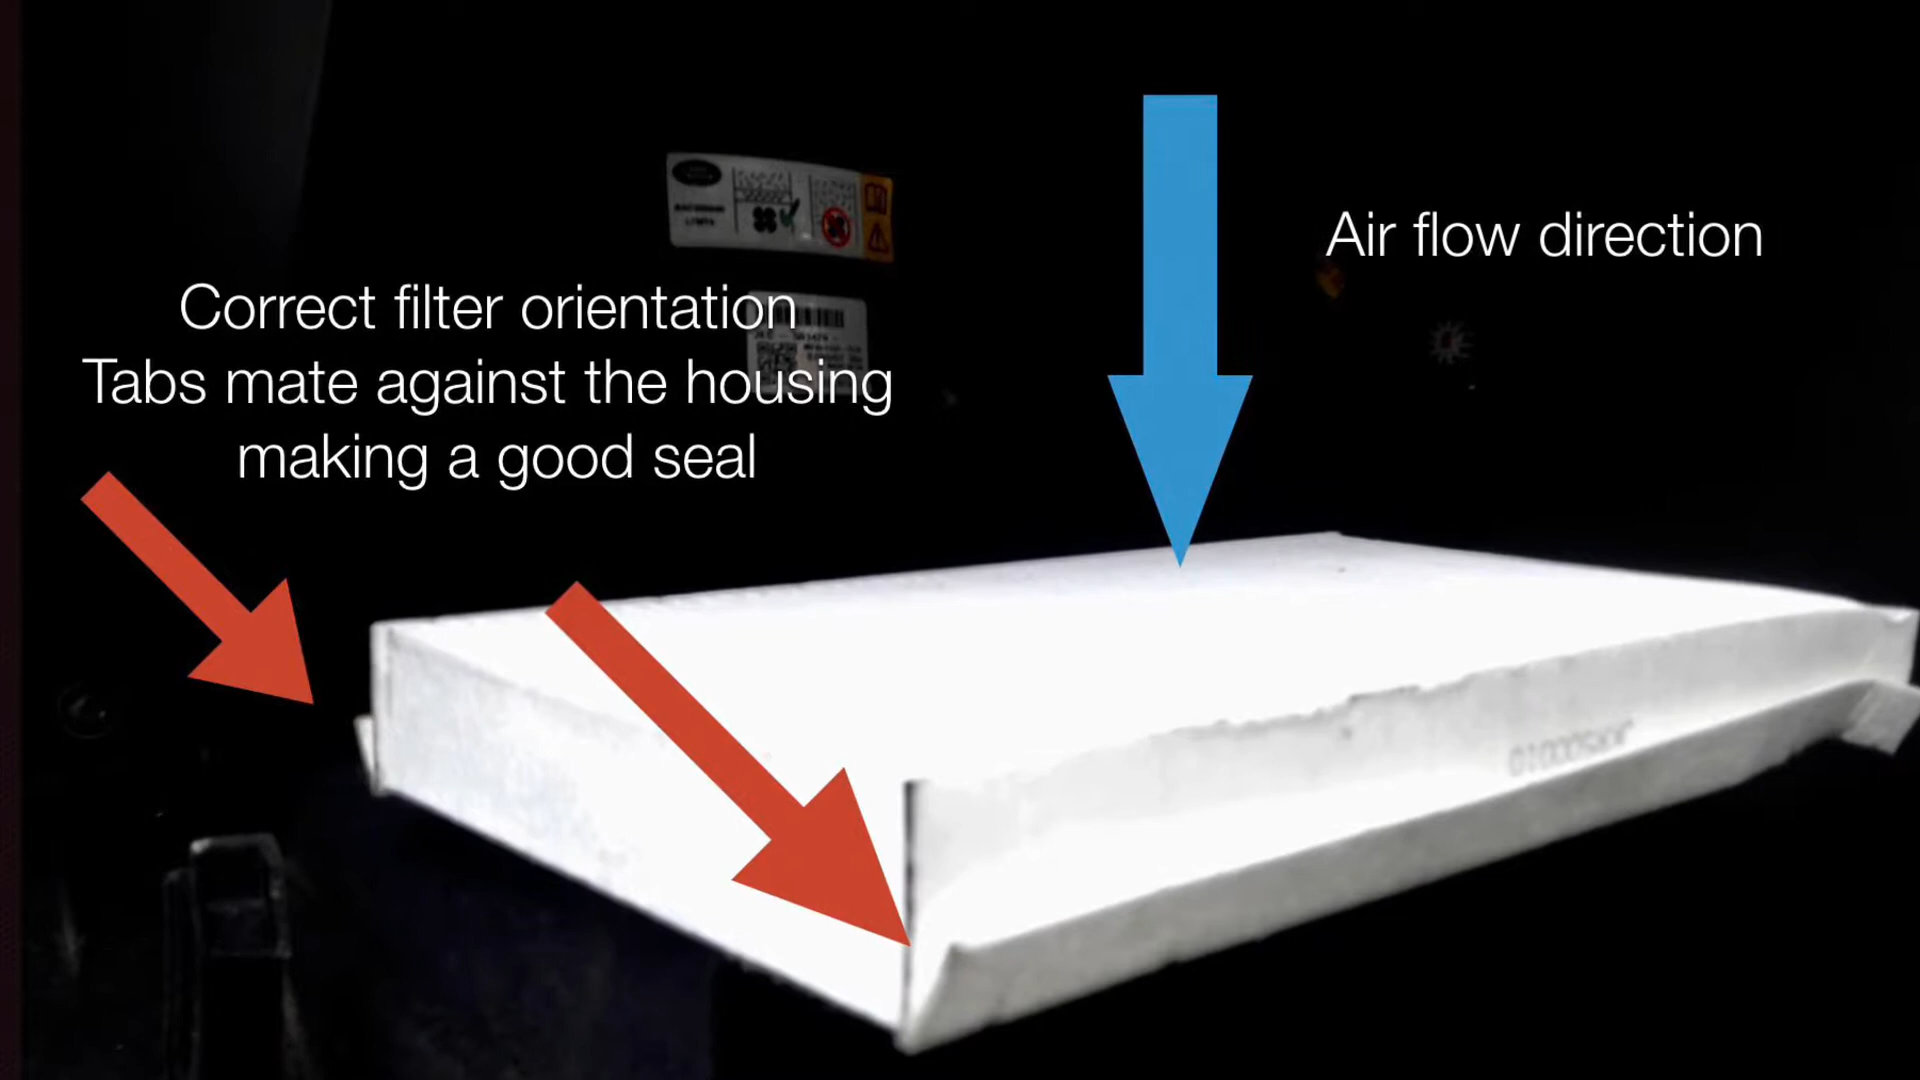 Air flow direction
Correct filter orientation
Tabs mate against the housing
making a good seal